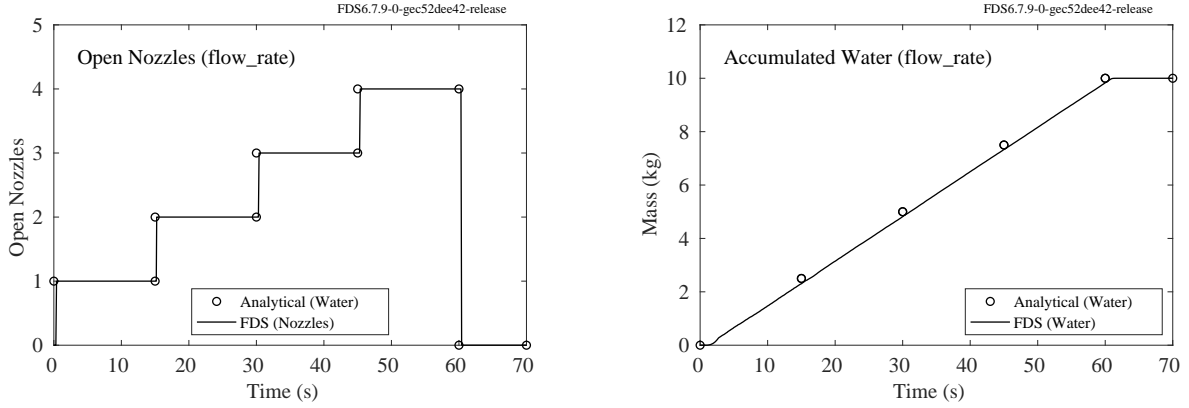 FDS6.7.9-0-gec52dee42-release
Open Nozzles (flow_rate)
5
4
3
2
1
0
Open Nozzles
Analytical (Water)
FDS (Nozzles)
0 10 20 30 40 50 60 70
Time (s)
FDS6.7.9-0-gec52dee42-release
Accumulated Water (flow_rate)
12
10
8
6
4
2
0
Mass (kg)
Analytical (Water)
FDS (Water)
0 10 20 30 40 50 60 70
Time (s)